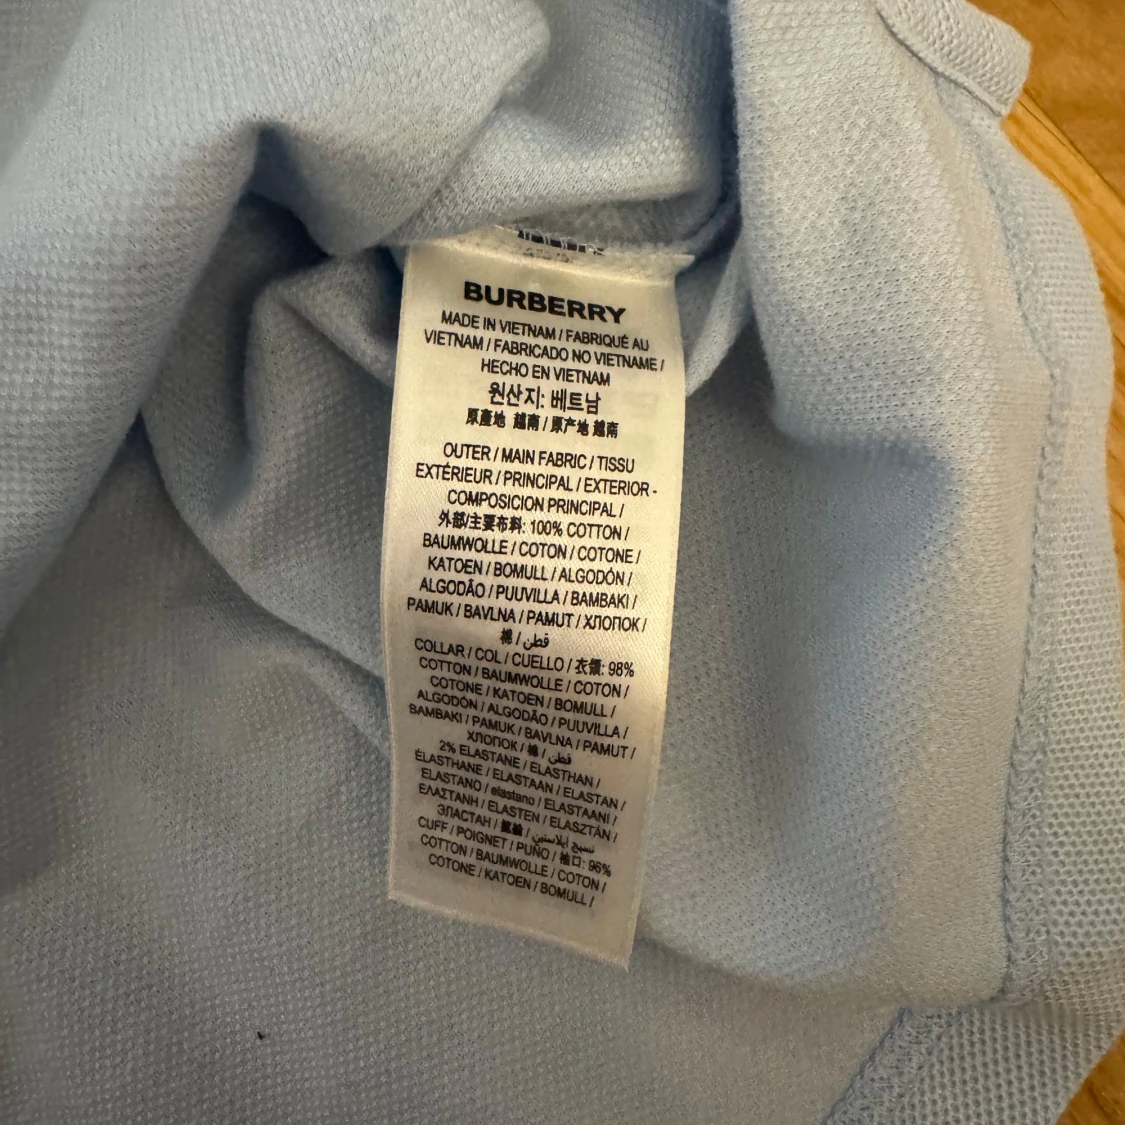 BURBERRY
MADE IN VIETNAM / FABRIQUÉ AU
VIETNAM / FABRICADO NO VIETNAME /
HECHO EN VIETNAM
원산지: 베트남
原產地 越南 / 原产地 越南
OUTER / MAIN FABRIC / TISSU
EXTÉRIEUR / PRINCIPAL / EXTERIOR -
COMPOSICION PRINCIPAL /
外部/主要布料: 100% COTTON /
BAUMWOLLE / COTON / COTONE /
KATOEN / BOMULL / ALGODÓN /
ALGODÃO / PUUVILLA / BAMBAKI /
PAMUK / BAVLNA / PAMUT / ХЛОПОК /
棉 / قطن
COLLAR / COL / CUELLO / 衣領: 98%
COTTON / BAUMWOLLE / COTON /
COTONE / KATOEN / BOMULL /
ALGODÓN / ALGODÃO / PUUVILLA /
BAMBAKI / PAMUK / BAVLNA / PAMUT /
ХЛОПОК / 棉 / قطن
2% ELASTANE / ELASTHAN /
ÉLASTHANNE / ELASTAAN / ELASTAN /
ELASTANO / elastano / ELASTAANI /
ΕΛΑΣΤΑΝΗ / ELASTEN / ELASZTÁN /
ЭЛАСТАН / / نسيج إيلاستين
CUFF / POIGNET / PUÑO / 袖口: 96%
COTTON / BAUMWOLLE / COTON /
COTONE / KATOEN / BOMULL /